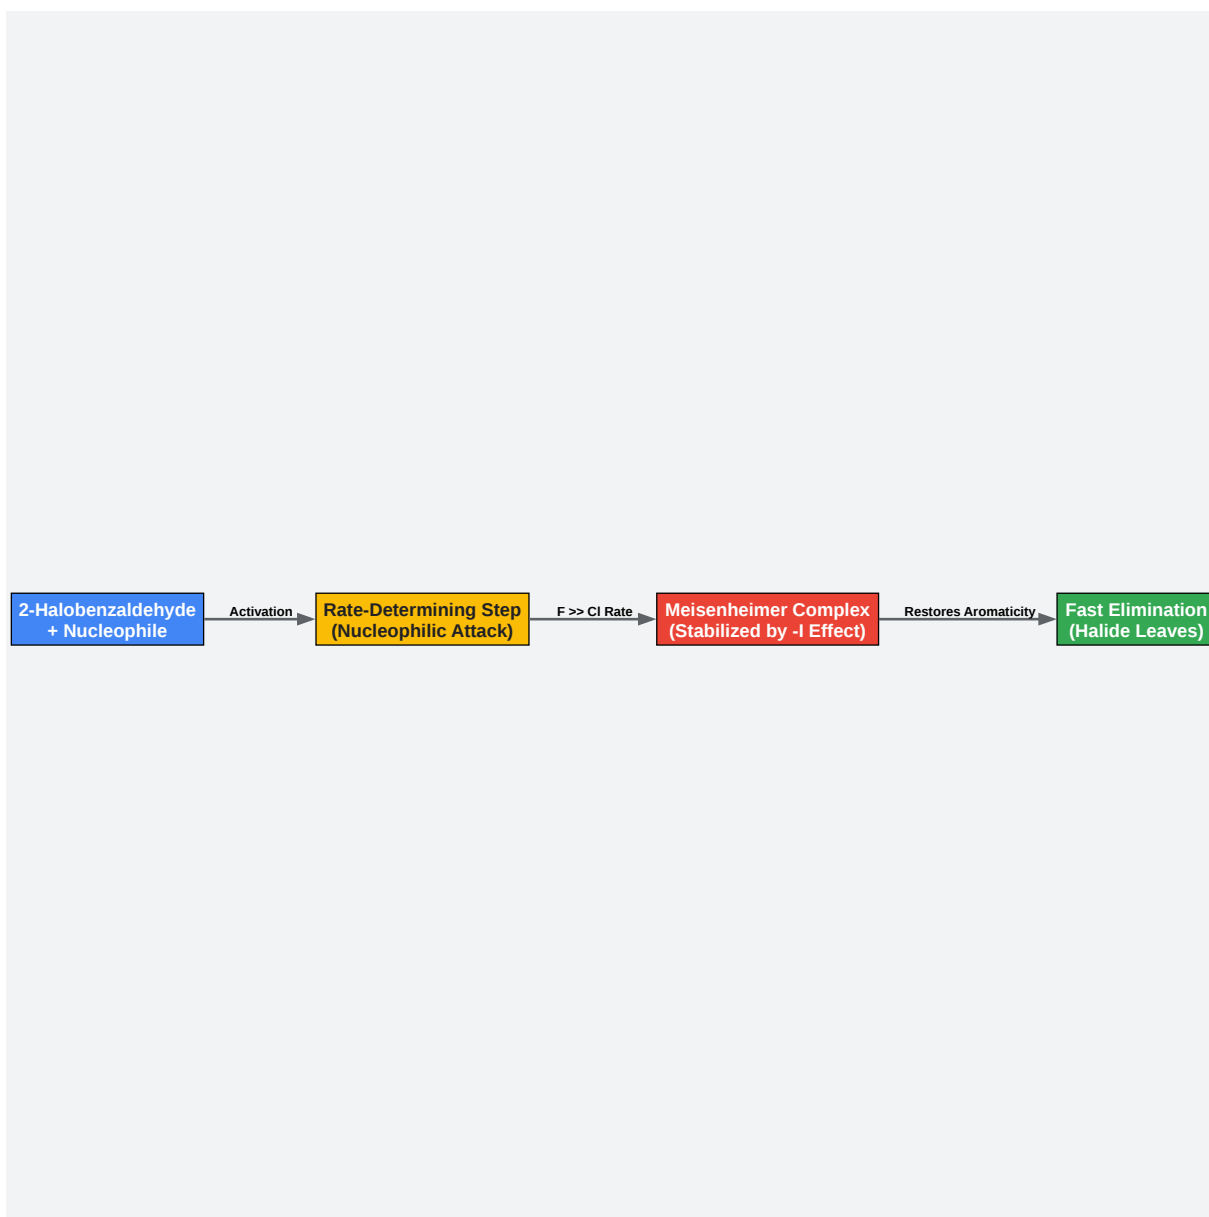 2-Halobenzaldehyde
+ Nucleophile
Activation
Rate-Determining Step
(Nucleophilic Attack)
F >> Cl Rate
Meisenheimer Complex
(Stabilized by -I Effect)
Restores Aromaticity
Fast Elimination
(Halide Leaves)